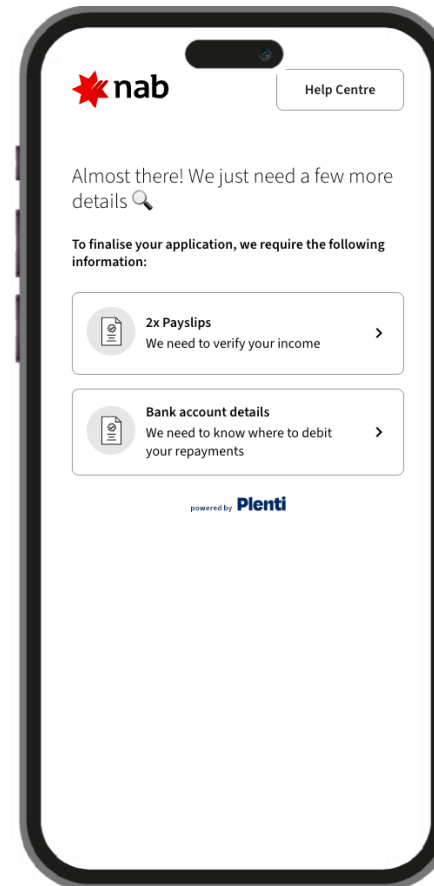 nab
Help Centre
Almost there! We just need a few more
details 🔍
To finalise your application, we require the following
information:
2x Payslips
We need to verify your income
Bank account details
We need to know where to debit
your repayments
powered by Plenti